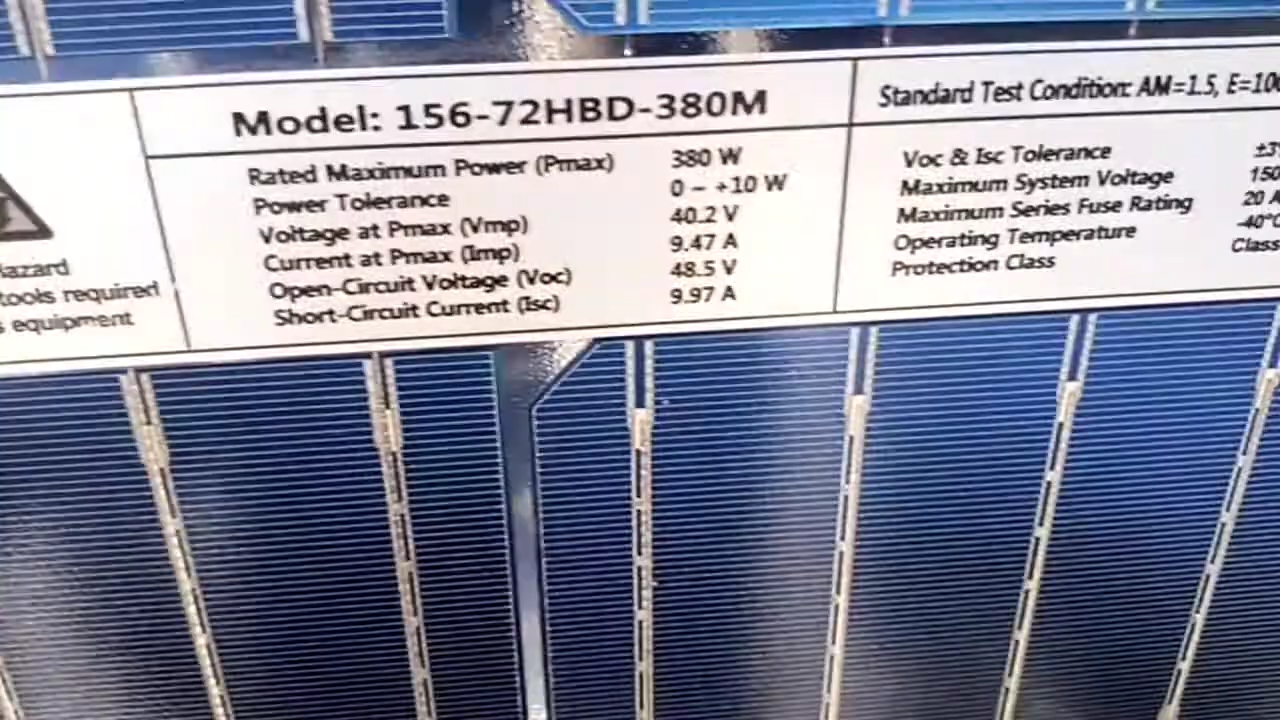 Model: 156-72HBD-380M
Rated Maximum Power (Pmax) 380 W
Power Tolerance 0 ~ +10 W
Voltage at Pmax (Vmp) 40.2 V
Current at Pmax (Imp) 9.47 A
Open-Circuit Voltage (Voc) 48.5 V
Short-Circuit Current (Isc) 9.97 A
Standard Test Condition: AM=1.5,
Voc & Isc Tolerance
Maximum System Voltage
Maximum Series Fuse Rating 20 A
Operating Temperature
Protection Class Class
tools required
equipment